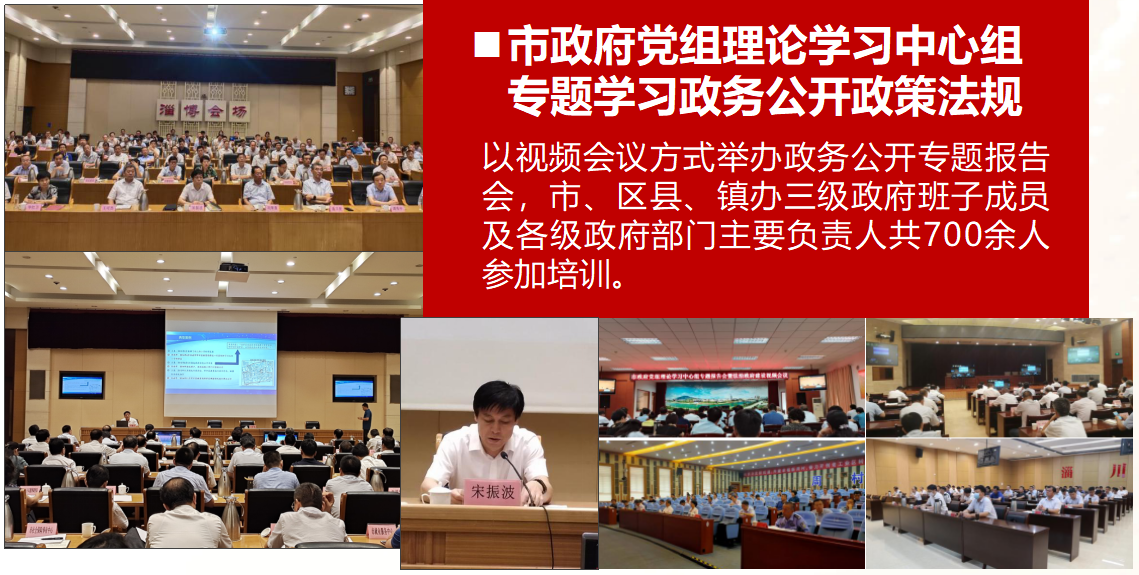 ■市政府党组理论学习中心组
专题学习政务公开政策法规
以视频会议方式举办政务公开专题报告
会，市、区县、镇办三级政府班子成员
及各级政府部门主要负责人共700余人
参加培训。
淄博会场
宋振波
淄川